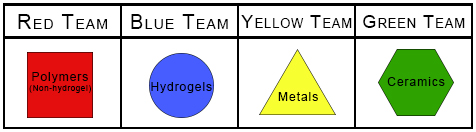 RED TEAM BLUE TEAM YELLOW TEAM GREEN TEAM
Polymers
(Non-hydrogel)
Hydrogels
Metals
Ceramics